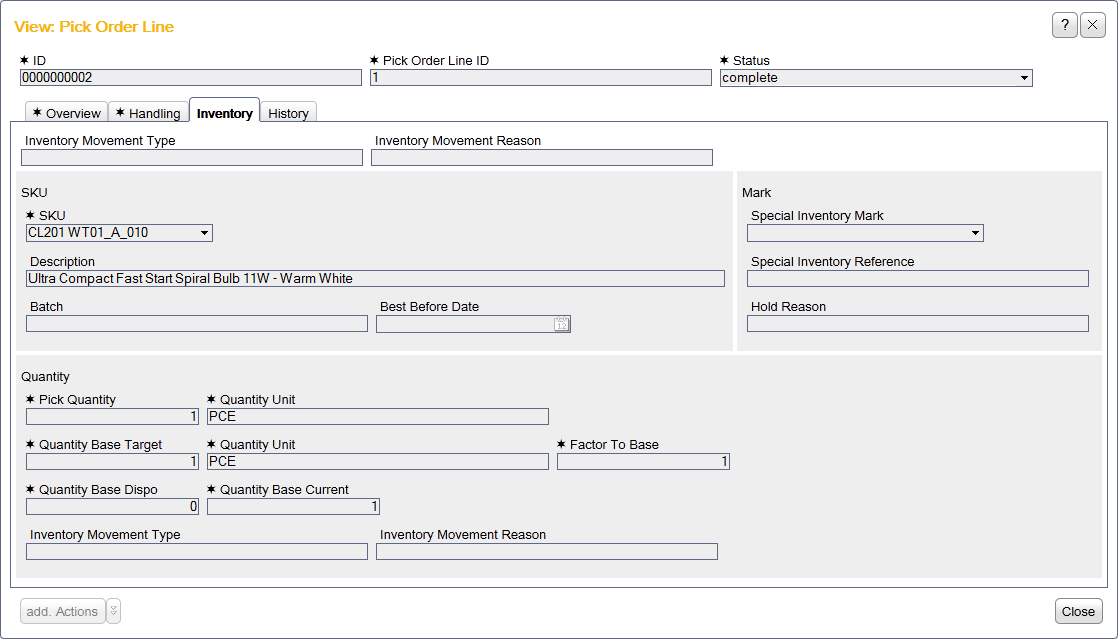 View: Pick Order Line
?
✶ ID ✶ Pick Order Line ID ✶ Status
0000000002 1 complete
✶ Overview ✶ Handling Inventory History
Inventory Movement Type Inventory Movement Reason
SKU Mark
✶ SKU Special Inventory Mark
CL201 WT01_A_010
Description Special Inventory Reference
Ultra Compact Fast Start Spiral Bulb 11W - Warm White
Batch Best Before Date Hold Reason
12
Quantity
✶ Pick Quantity ✶ Quantity Unit
1 PCE
✶ Quantity Base Target ✶ Quantity Unit ✶ Factor To Base
1 PCE 1
✶ Quantity Base Dispo ✶ Quantity Base Current
0 1
Inventory Movement Type Inventory Movement Reason
add. Actions Close